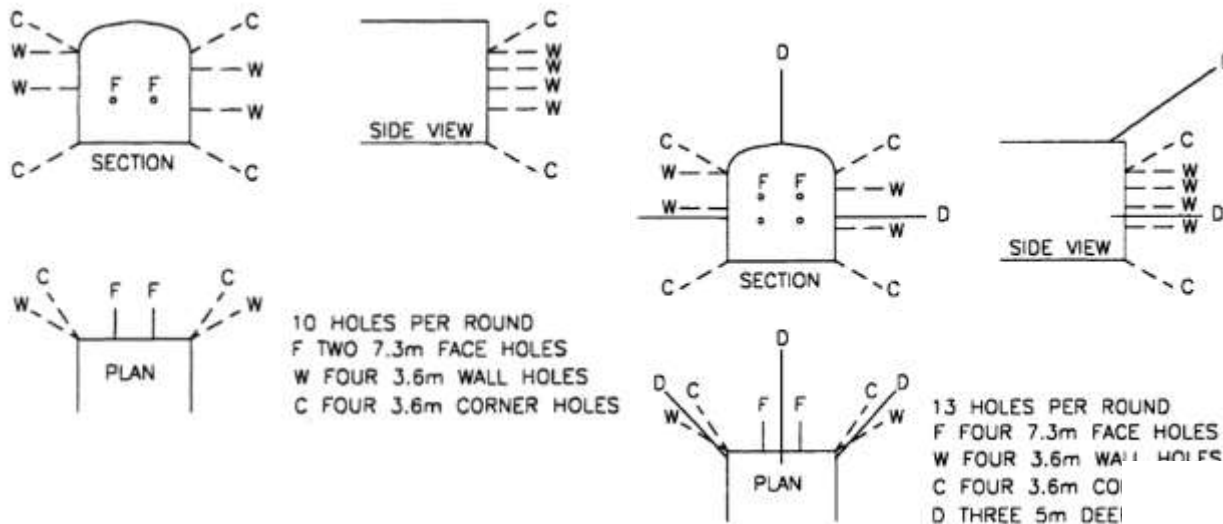 C
C
W
W
W
F F
W
C
C
SECTION
C
W
W
W
W
SIDE VIEW
C
C
C
W
F F
W
PLAN
10 HOLES PER ROUND
F TWO 7.3m FACE HOLES
W FOUR 3.6m WALL HOLES
C FOUR 3.6m CORNER HOLES
D
C
C
W
F F
W
W
D
W
C
C
SECTION
C
W
W
W
D
W
SIDE VIEW
C
D
D
C
F F
C
D
W
W
PLAN
13 HOLES PER ROUND
F FOUR 7.3m FACE HOLES
W FOUR 3.6m WALL HOLES
C FOUR 3.6m
D THREE 5m